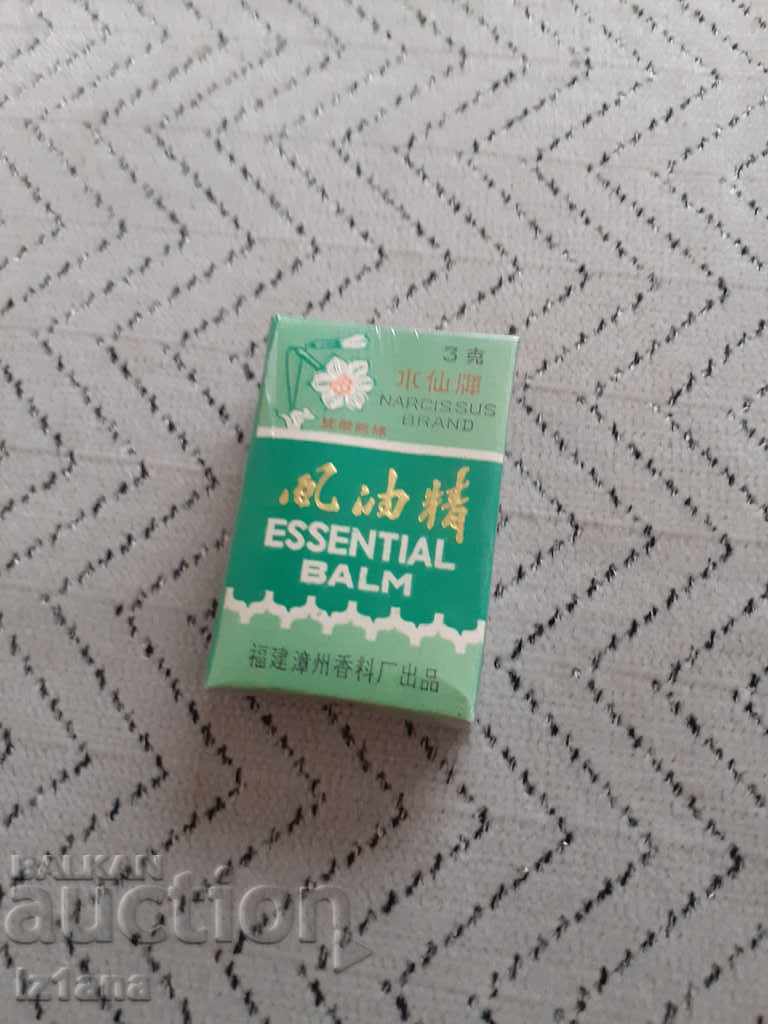 3克
水仙牌
NARCISSUS
BRAND
风油精
ESSENTIAL
BALM
福建漳州香料厂出品
BALKAN
auction
iz1ana